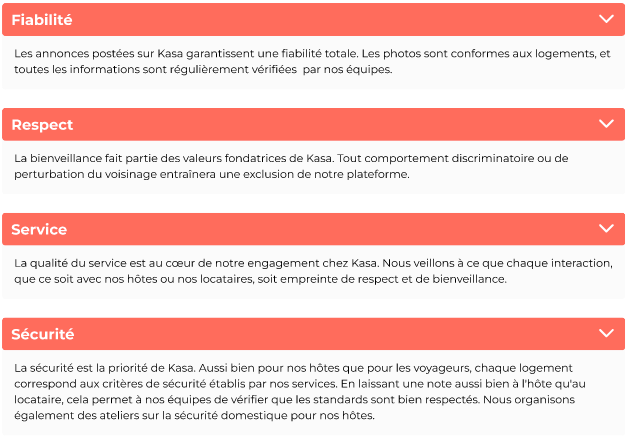 Fiabilité
Les annonces postées sur Kasa garantissent une fiabilité totale. Les photos sont conformes aux logements, et
toutes les informations sont régulièrement vérifiées  par nos équipes.
Respect
La bienveillance fait partie des valeurs fondatrices de Kasa. Tout comportement discriminatoire ou de
perturbation du voisinage entraînera une exclusion de notre plateforme.
Service
La qualité du service est au cœur de notre engagement chez Kasa. Nous veillons à ce que chaque interaction,
que ce soit avec nos hôtes ou nos locataires, soit empreinte de respect et de bienveillance.
Sécurité
La sécurité est la priorité de Kasa. Aussi bien pour nos hôtes que pour les voyageurs, chaque logement
correspond aux critères de sécurité établis par nos services. En laissant une note aussi bien à l'hôte qu'au
locataire, cela permet à nos équipes de vérifier que les standards sont bien respectés. Nous organisons
également des ateliers sur la sécurité domestique pour nos hôtes.